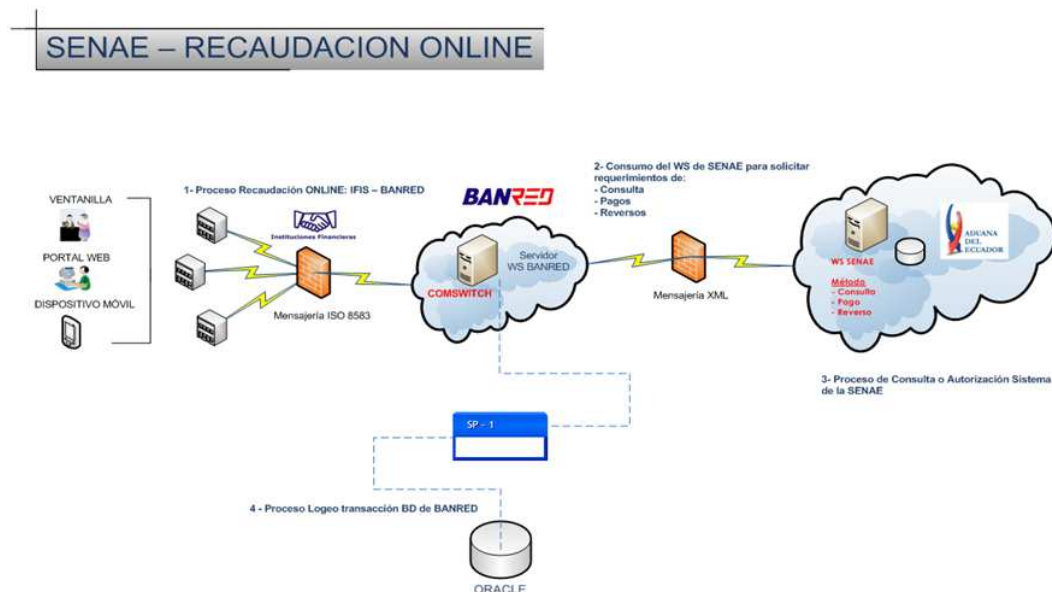 SENAE – RECAUDACION ONLINE
VENTANILLA
PORTAL WEB
DISPOSITIVO MÓVIL
1- Proceso Recaudación ONLINE: IFIS – BANRED
Instituciones Financieras
Mensajería ISO 8583
BANRED
Servidor
WS BANRED
COMSWITCH
2- Consumo del WS de SENAE para solicitar
requerimientos de:
- Consulta
- Pagos
- Reversos
Mensajería XML
WS SENAE
Método
- Consulta
- Pago
- Reverso
ADUANA
DEL
ECUADOR
3- Proceso de Consulta o Autorización Sistema
de la SENAE
SP - 1
4 - Proceso Logeo transacción BD de BANRED
ORACLE